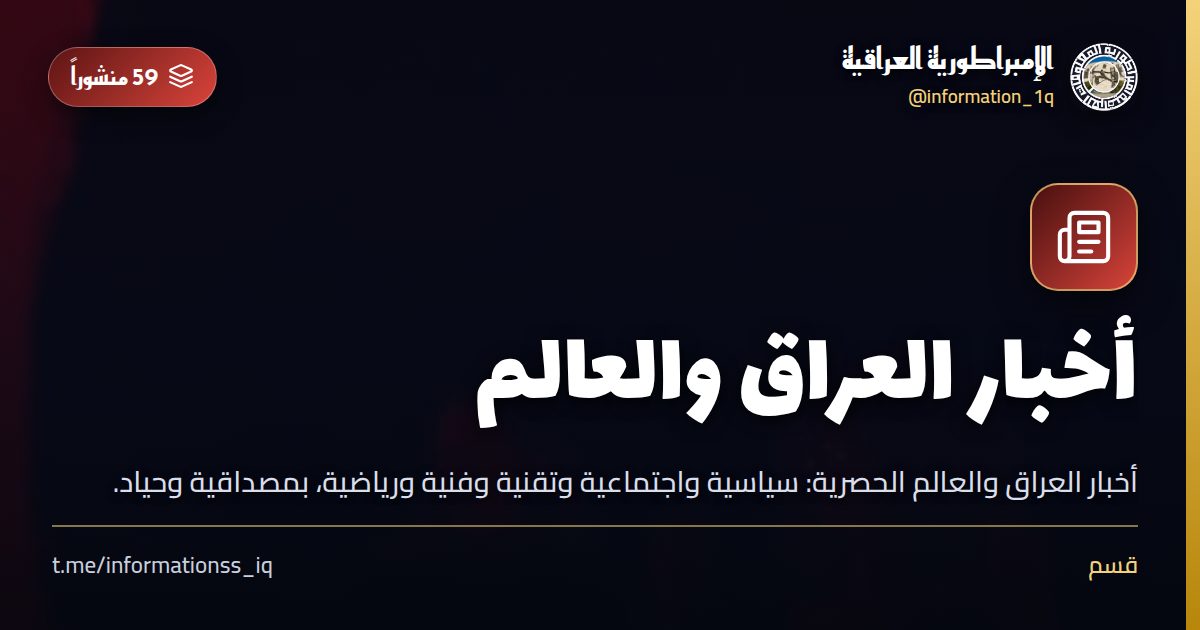 الإمبراطورية العراقية
@information_1q
59 منشوراً
أخبار العراق والعالم
أخبار العراق والعالم الحصرية: سياسية واجتماعية وتقنية وفنية ورياضية، بمصداقية وحياد.
قسم
t.me/informationss_iq